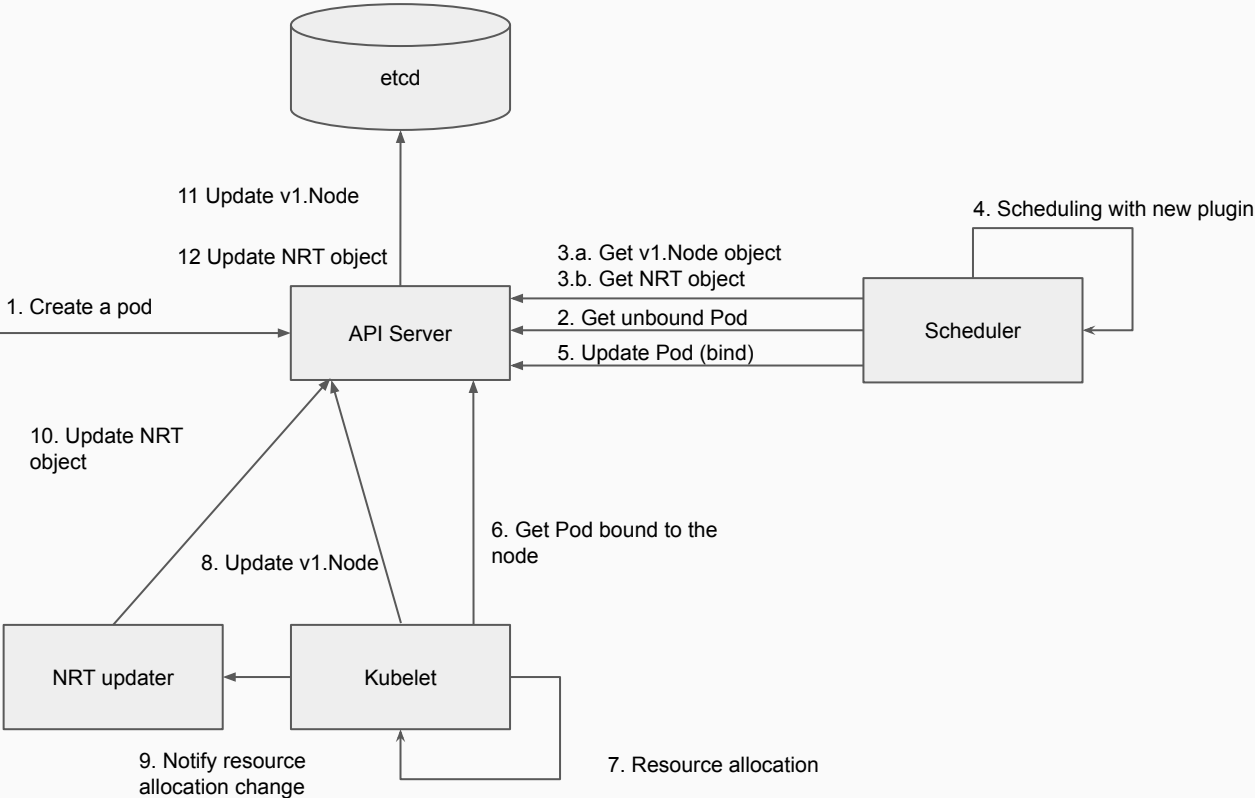 etcd
11 Update v1.Node
4. Scheduling with new plugin
12 Update NRT object
3.a. Get v1.Node object
3.b. Get NRT object
1. Create a pod
API Server
2. Get unbound Pod
Scheduler
5. Update Pod (bind)
10. Update NRT
object
6. Get Pod bound to the
node
8. Update v1.Node
NRT updater
Kubelet
9. Notify resource
allocation change
7. Resource allocation